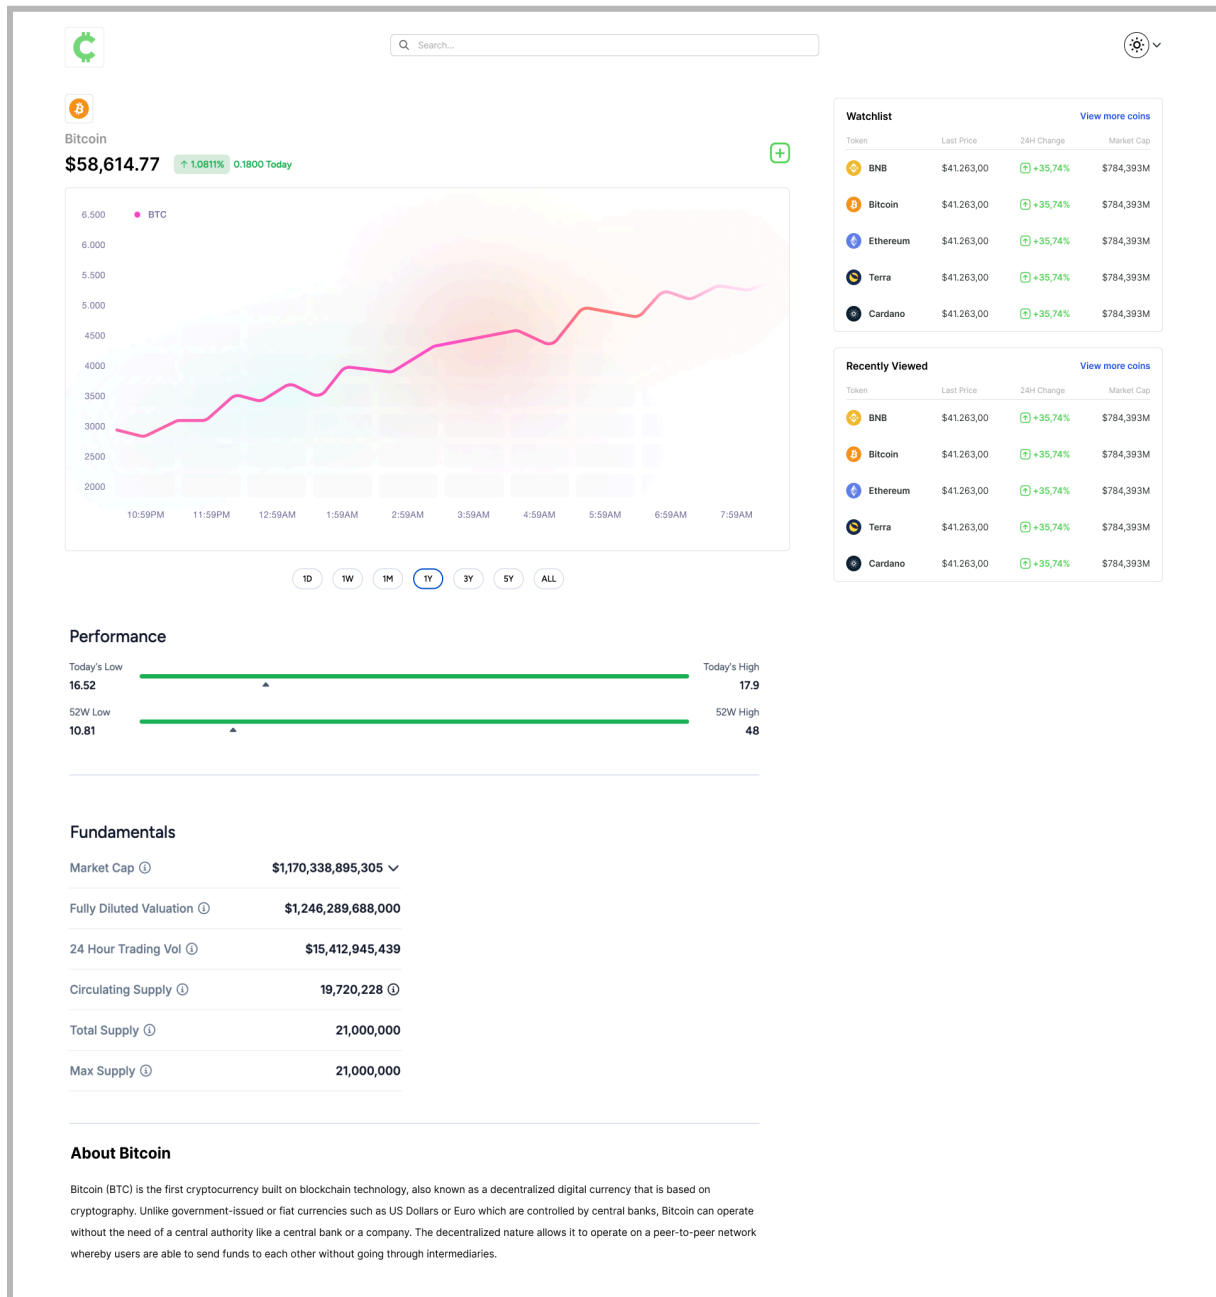 Search...
Bitcoin
$58,614.77 ↑ 1.0811% 0.1800 Today
6.500
BTC
6.000
5.500
5.000
4500
4000
3500
3000
2500
2000
10:59PM 11:59PM 12:59AM 1:59AM 2:59AM 3:59AM 4:59AM 5:59AM 6:59AM 7:59AM
1D 1W 1M 1Y 3Y 5Y ALL
Watchlist View more coins
Token Last Price 24H Change Market Cap
BNB $41.263,00 +35,74% $784,393M
Bitcoin $41.263,00 +35,74% $784,393M
Ethereum $41.263,00 +35,74% $784,393M
Terra $41.263,00 +35,74% $784,393M
Cardano $41.263,00 +35,74% $784,393M
Recently Viewed View more coins
Token Last Price 24H Change Market Cap
BNB $41.263,00 +35,74% $784,393M
Bitcoin $41.263,00 +35,74% $784,393M
Ethereum $41.263,00 +35,74% $784,393M
Terra $41.263,00 +35,74% $784,393M
Cardano $41.263,00 +35,74% $784,393M
Performance
Today's Low Today's High
16.52 17.9
52W Low 52W High
10.81 48
Fundamentals
Market Cap $1,170,338,895,305
Fully Diluted Valuation $1,246,289,688,000
24 Hour Trading Vol $15,412,945,439
Circulating Supply 19,720,228
Total Supply 21,000,000
Max Supply 21,000,000
About Bitcoin
Bitcoin (BTC) is the first cryptocurrency built on blockchain technology, also known as a decentralized digital currency that is based on
cryptography. Unlike government-issued or fiat currencies such as US Dollars or Euro which are controlled by central banks, Bitcoin can operate
without the need of a central authority like a central bank or a company. The decentralized nature allows it to operate on a peer-to-peer network
whereby users are able to send funds to each other without going through intermediaries.